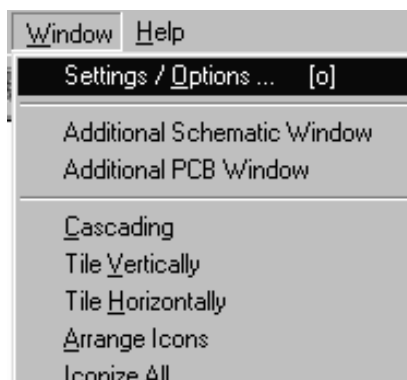 Window Help
Settings / Options ... [o]
Additional Schematic Window
Additional PCB Window
Cascading
Tile Vertically
Tile Horizontally
Arrange Icons
Iconize All